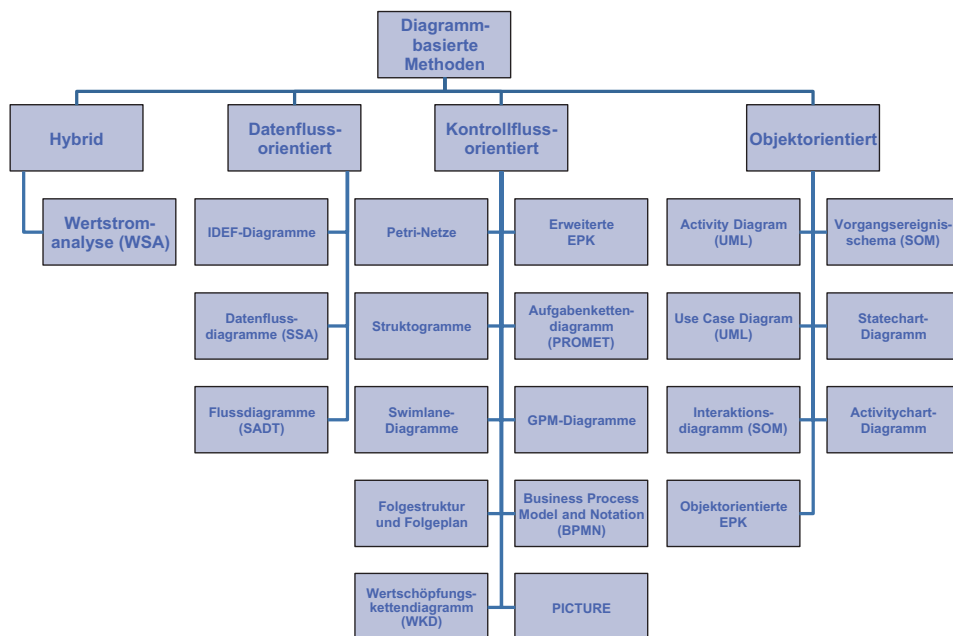 Diagramm-
basierte
Methoden
Hybrid
Datenfluss-
orientiert
Kontrollfluss-
orientiert
Objektorientiert
Wertstrom-
analyse (WSA)
IDEF-Diagramme
Datenfluss-
diagramme (SSA)
Flussdiagramme
(SADT)
Petri-Netze
Erweiterte
EPK
Struktogramme
Aufgabenketten-
diagramm
(PROMET)
Swimlane-
Diagramme
GPM-Diagramme
Folgestruktur
und Folgeplan
Business Process
Model and Notation
(BPMN)
Wertschöpfungs-
kettendiagramm
(WKD)
PICTURE
Activity Diagram
(UML)
Vorgangsereignis-
schema (SOM)
Use Case Diagram
(UML)
Statechart-
Diagramm
Interaktions-
diagramm (SOM)
Activitychart-
Diagramm
Objektorientierte
EPK